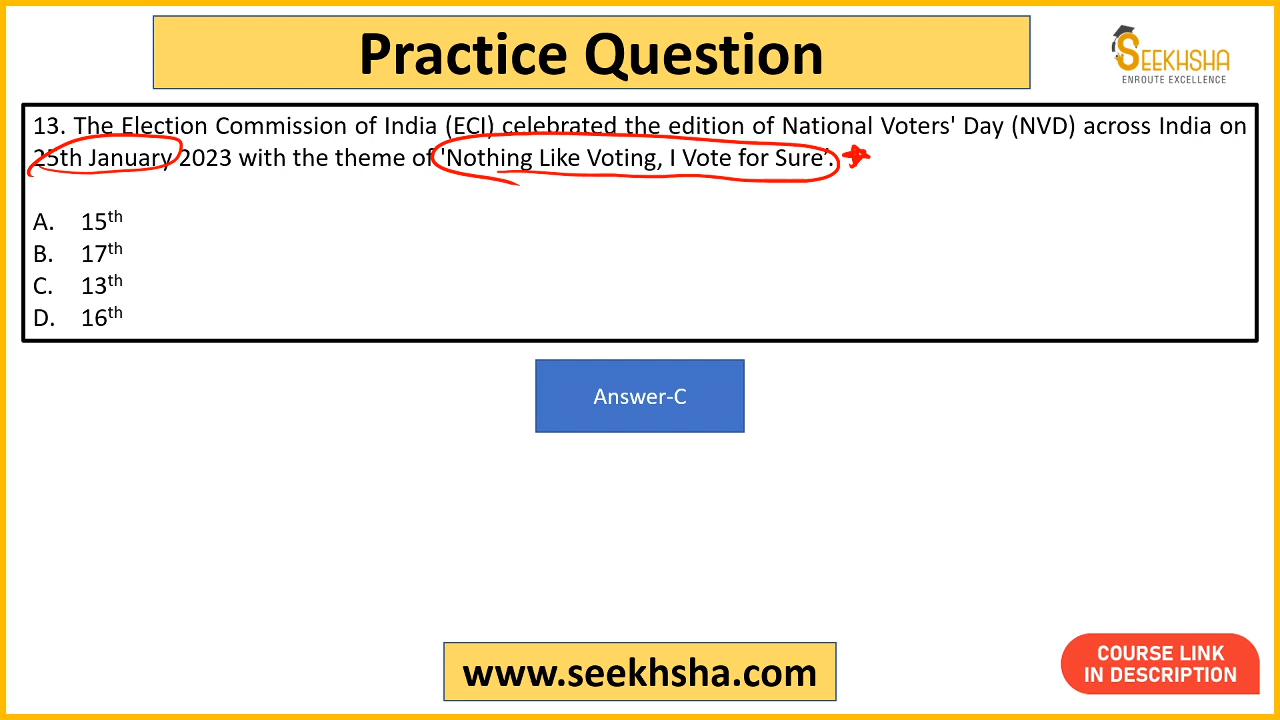 Practice Question
SEEKHSHA
ENROUTE EXCELLENCE
13. The Election Commission of India (ECI) celebrated the edition of National Voters' Day (NVD) across India on
25th January 2023 with the theme of 'Nothing Like Voting, I Vote for Sure'.
A. 15th
B. 17th
C. 13th
D. 16th
Answer-C
www.seekhsha.com
COURSE LINK
IN DESCRIPTION